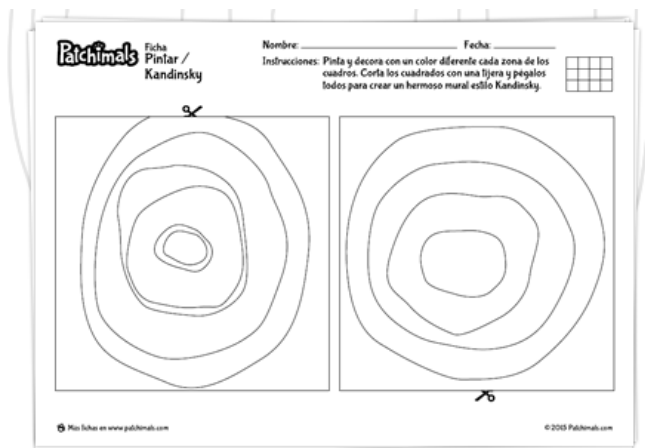 Patchimals
Ficha
Pintar /
Kandinsky
Nombre: Fecha:
Instrucciones: Pinta y decora con un color diferente cada zona de los
cuadros. Corta los cuadrados con una tijera y pégalos
todos para crear un hermoso mural estilo Kandinsky.
Mas fichas en www.patchimals.com
© 2015 Patchimals.com